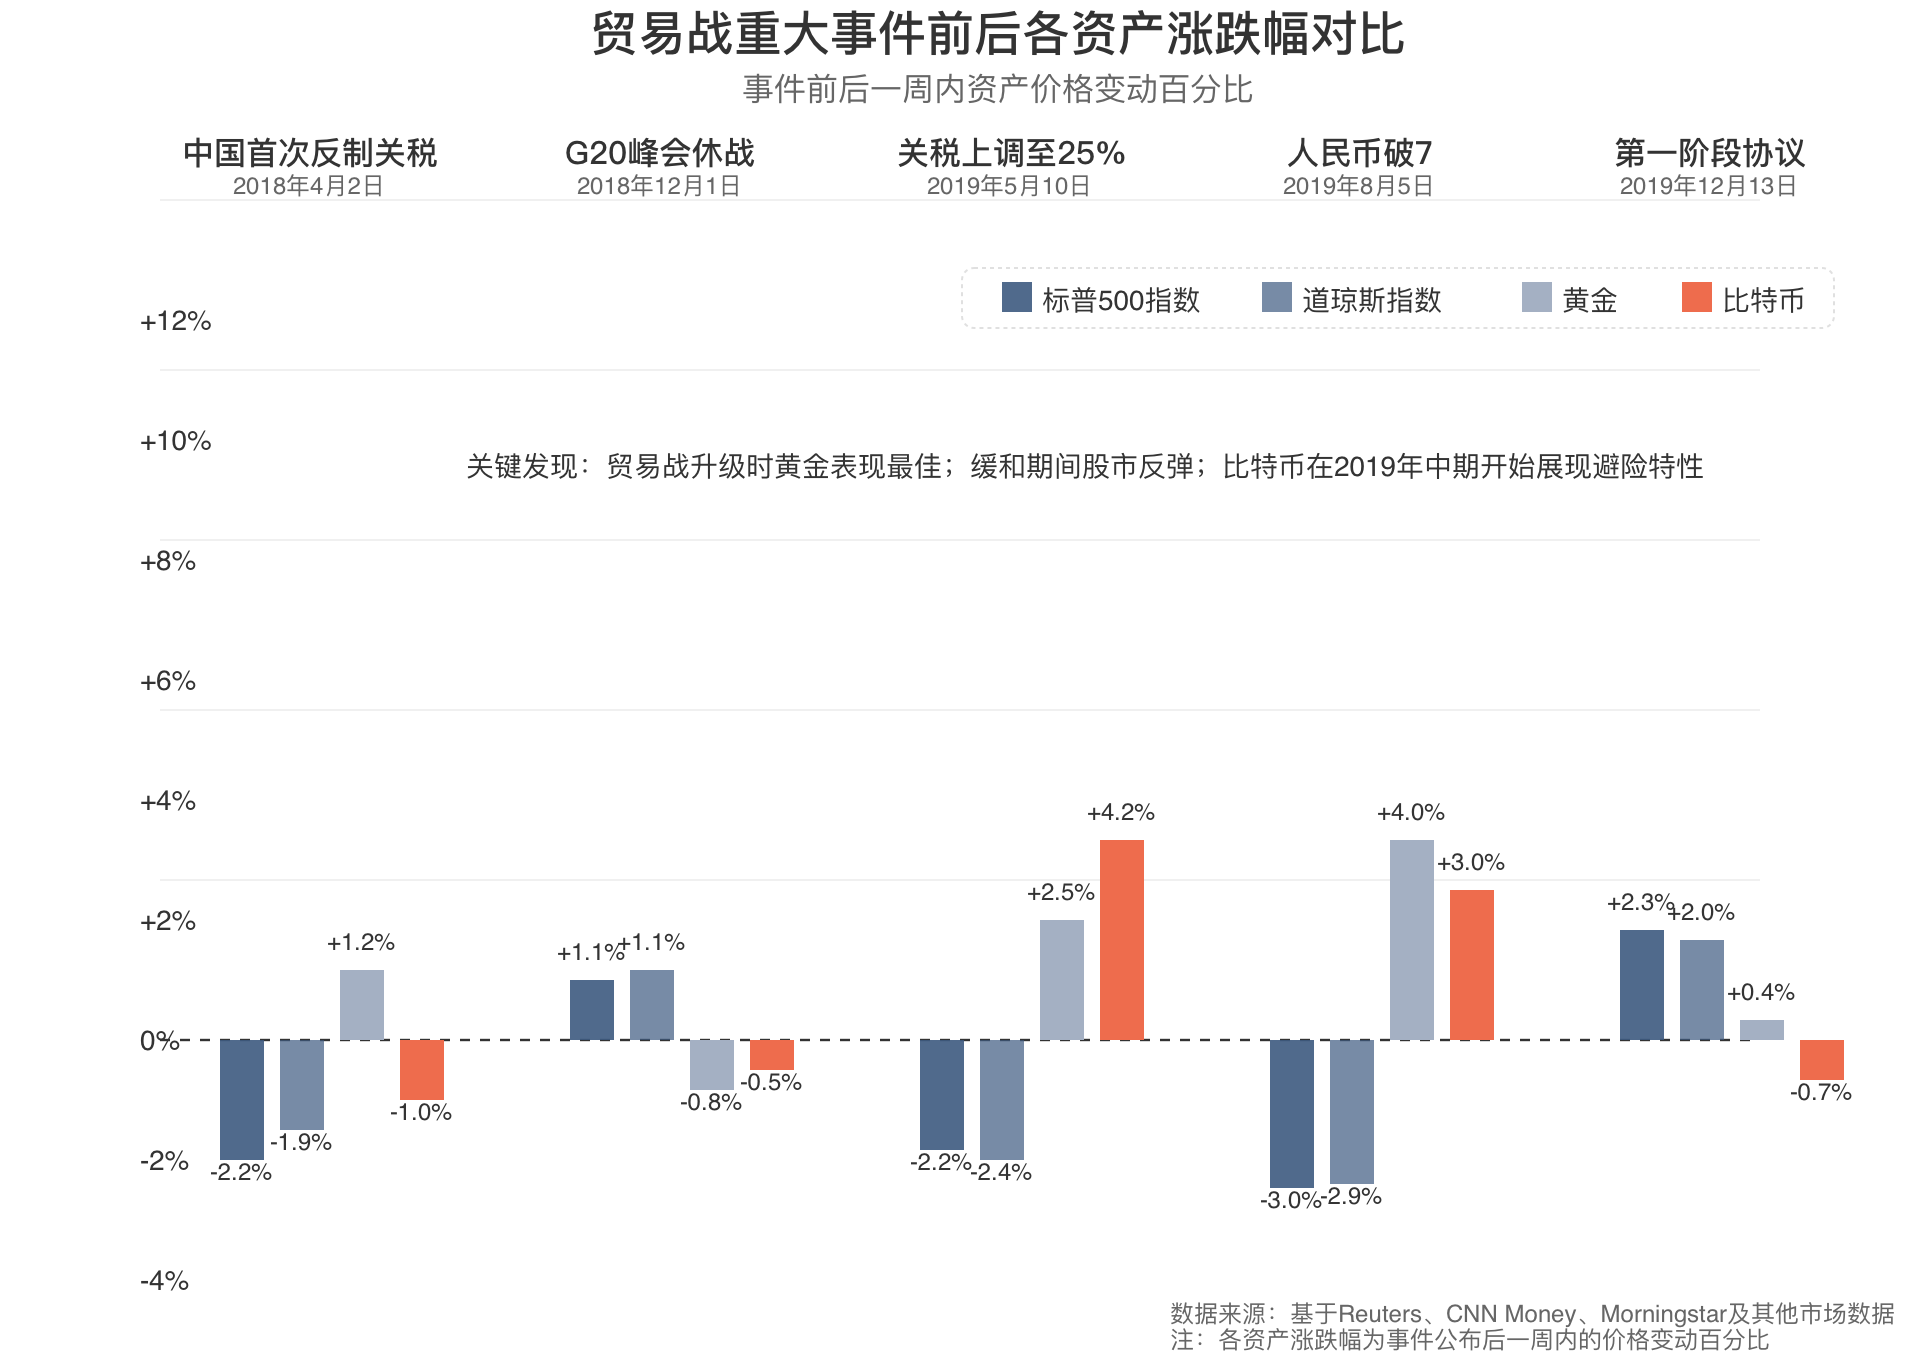 贸易战重大事件前后各资产涨跌幅对比
事件前后一周内资产价格变动百分比
中国首次反制关税
2018年4月2日
G20峰会休战
2018年12月1日
关税上调至25%
2019年5月10日
人民币破7
2019年8月5日
第一阶段协议
2019年12月13日
标普500指数
道琼斯指数
黄金
比特币
+12%
+10%
关键发现：贸易战升级时黄金表现最佳；缓和期间股市反弹；比特币在2019年中期开始展现避险特性
+8%
+6%
+4%
+2%
0%
-2%
-4%
-2.2%
-1.9%
+1.2%
-1.0%
+1.1%
+1.1%
-0.8%
-0.5%
-2.2%
-2.4%
+2.5%
+4.2%
-3.0%
-2.9%
+4.0%
+3.0%
+2.3%
+2.0%
+0.4%
-0.7%
数据来源：基于Reuters、CNN Money、Morningstar及其他市场数据
注：各资产涨跌幅为事件公布后一周内的价格变动百分比